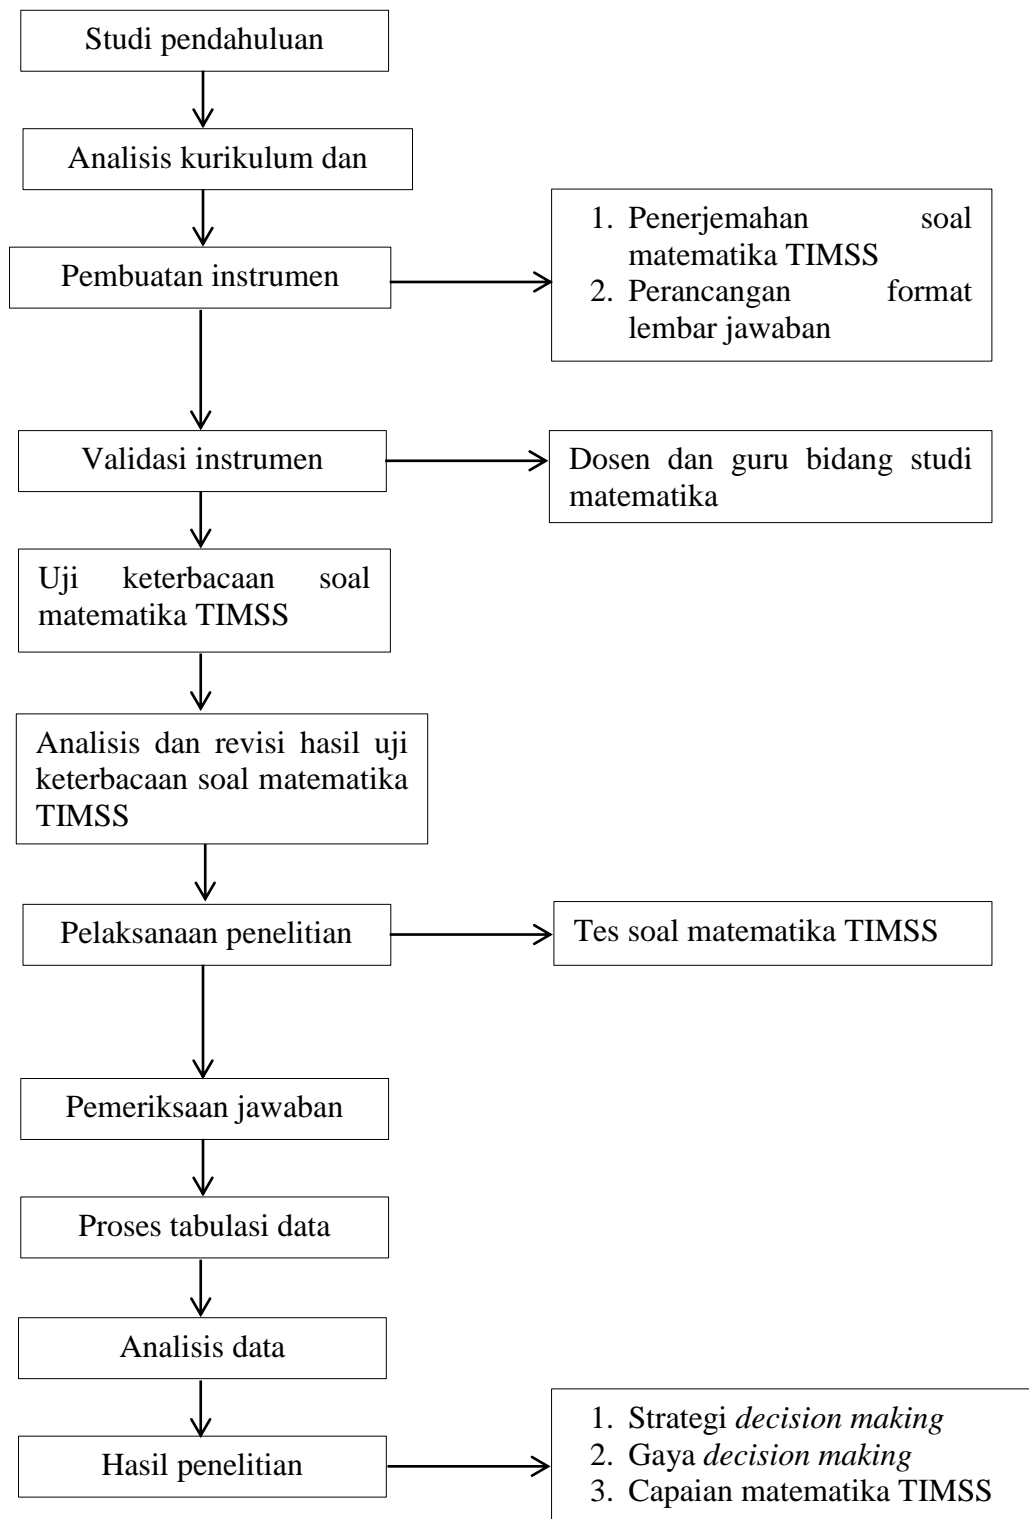 Studi pendahuluan
Analisis kurikulum dan
Pembuatan instrumen
1. Penerjemahan soal
matematika TIMSS
2. Perancangan format
lembar jawaban
Validasi instrumen
Dosen dan guru bidang studi
matematika
Uji keterbacaan soal
matematika TIMSS
Analisis dan revisi hasil uji
keterbacaan soal matematika
TIMSS
Pelaksanaan penelitian
Tes soal matematika TIMSS
Pemeriksaan jawaban
Proses tabulasi data
Analisis data
Hasil penelitian
1. Strategi decision making
2. Gaya decision making
3. Capaian matematika TIMSS